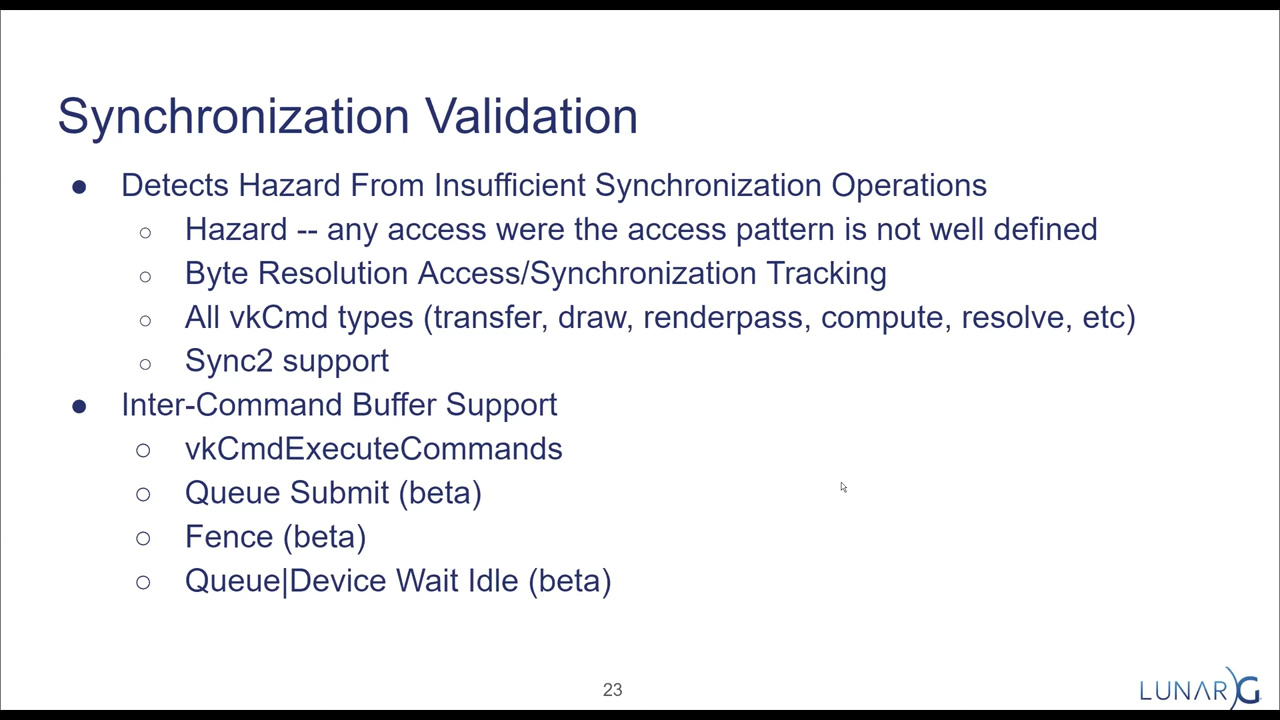 Synchronization Validation
● Detects Hazard From Insufficient Synchronization Operations
○ Hazard -- any access were the access pattern is not well defined
○ Byte Resolution Access/Synchronization Tracking
○ All vkCmd types (transfer, draw, renderpass, compute, resolve, etc)
○ Sync2 support
● Inter-Command Buffer Support
○ vkCmdExecuteCommands
○ Queue Submit (beta)
○ Fence (beta)
○ Queue|Device Wait Idle (beta)
23
LUNAR)G